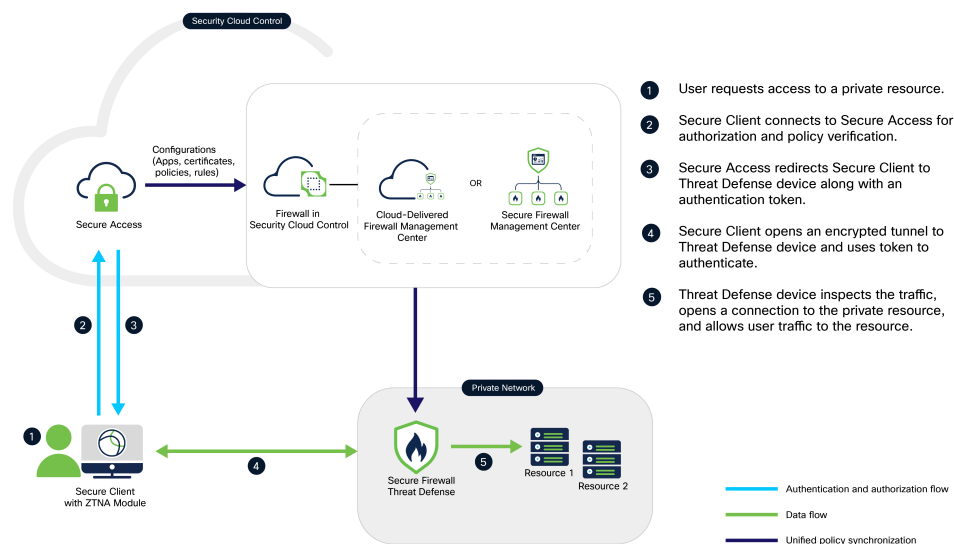 Security Cloud Control
Configurations
(Apps, certificates,
policies, rules)
Secure Access
Firewall in
Security Cloud Control
Cloud-Delivered
Firewall Management
Center
OR
Secure Firewall
Management Center
1 User requests access to a private resource.
2 Secure Client connects to Secure Access for
authorization and policy verification.
3 Secure Access redirects Secure Client to
Threat Defense device along with an
authentication token.
4 Secure Client opens an encrypted tunnel to
Threat Defense device and uses token to
authenticate.
5 Threat Defense device inspects the traffic,
opens a connection to the private resource,
and allows user traffic to the resource.
2
3
Private Network
1
4
5
Secure Client
with ZTNA Module
Secure Firewall
Threat Defense
Resource 1
Resource 2
Authentication and authorization flow
Data flow
Unified policy synchronization